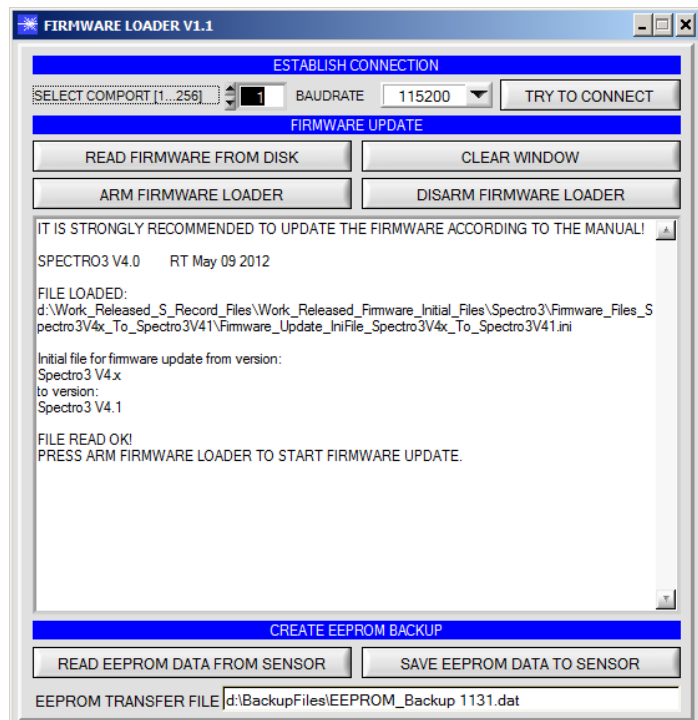 FIRMWARE LOADER V1.1
ESTABLISH CONNECTION
SELECT COMPORT [1...256] 1 BAUDRATE 115200 TRY TO CONNECT
FIRMWARE UPDATE
READ FIRMWARE FROM DISK CLEAR WINDOW
ARM FIRMWARE LOADER DISARM FIRMWARE LOADER
IT IS STRONGLY RECOMMENDED TO UPDATE THE FIRMWARE ACCORDING TO THE MANUAL!
SPECTRO3 V4.0 RT May 09 2012
FILE LOADED:
d:\Work_Released_S_Record_Files\Work_Released_Firmware_Initial_Files\Spectro3\Firmware_Files_S
pectro3V4x_To_Spectro3V41\Firmware_Update_IniFile_Spectro3V4x_To_Spectro3V41.ini
Initial file for firmware update from version:
Spectro3 V4.x
to version:
Spectro3 V4.1
FILE READ OK!
PRESS ARM FIRMWARE LOADER TO START FIRMWARE UPDATE.
CREATE EEPROM BACKUP
READ EEPROM DATA FROM SENSOR SAVE EEPROM DATA TO SENSOR
EEPROM TRANSFER FILE d:\BackupFiles\EEPROM_Backup 1131.dat